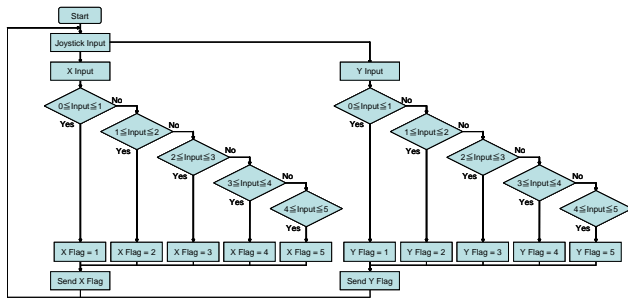 Start
Joystick Input
X Input
Y Input
0≦Input≦1
No
Yes
1≦Input≦2
No
Yes
2≦Input≦3
No
Yes
3≦Input≦4
No
Yes
4≦Input≦5
Yes
0≦Input≦1
No
Yes
1≦Input≦2
No
Yes
2≦Input≦3
No
Yes
3≦Input≦4
No
Yes
4≦Input≦5
Yes
X Flag = 1
X Flag = 2
X Flag = 3
X Flag = 4
X Flag = 5
Y Flag = 1
Y Flag = 2
Y Flag = 3
Y Flag = 4
Y Flag = 5
Send X Flag
Send Y Flag